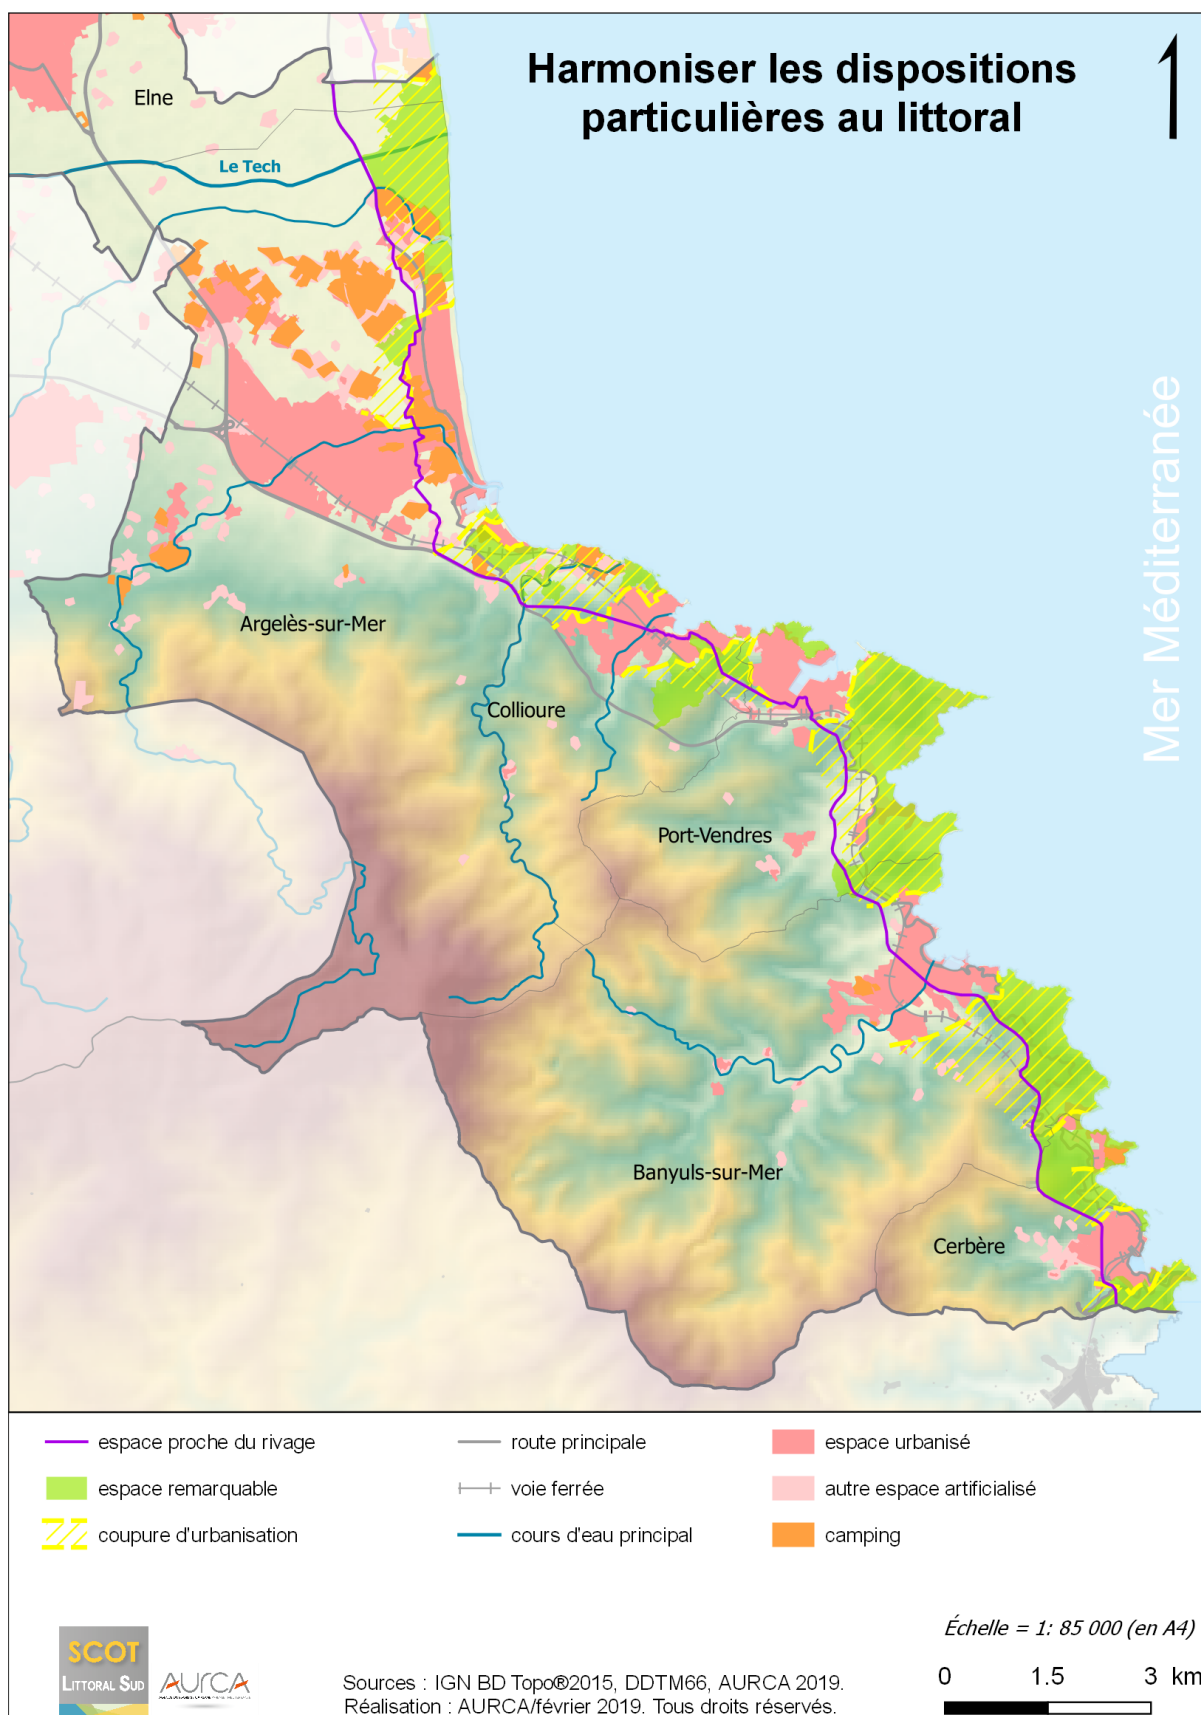 Harmoniser les dispositions
particulières au littoral
Elne
Le Tech
Mer Méditerranée
Argelès-sur-Mer
Collioure
Port-Vendres
Banyuls-sur-Mer
Cerbère
espace proche du rivage
espace remarquable
coupure d'urbanisation
route principale
voie ferrée
cours d'eau principal
espace urbanisé
autre espace artificialisé
camping
SCOT
LITTORAL SUD
AURCA
Sources : IGN BD Topo®2015, DDTM66, AURCA 2019.
Réalisation : AURCA/février 2019. Tous droits réservés.
Échelle = 1: 85 000 (en A4)
0 1.5 3 km